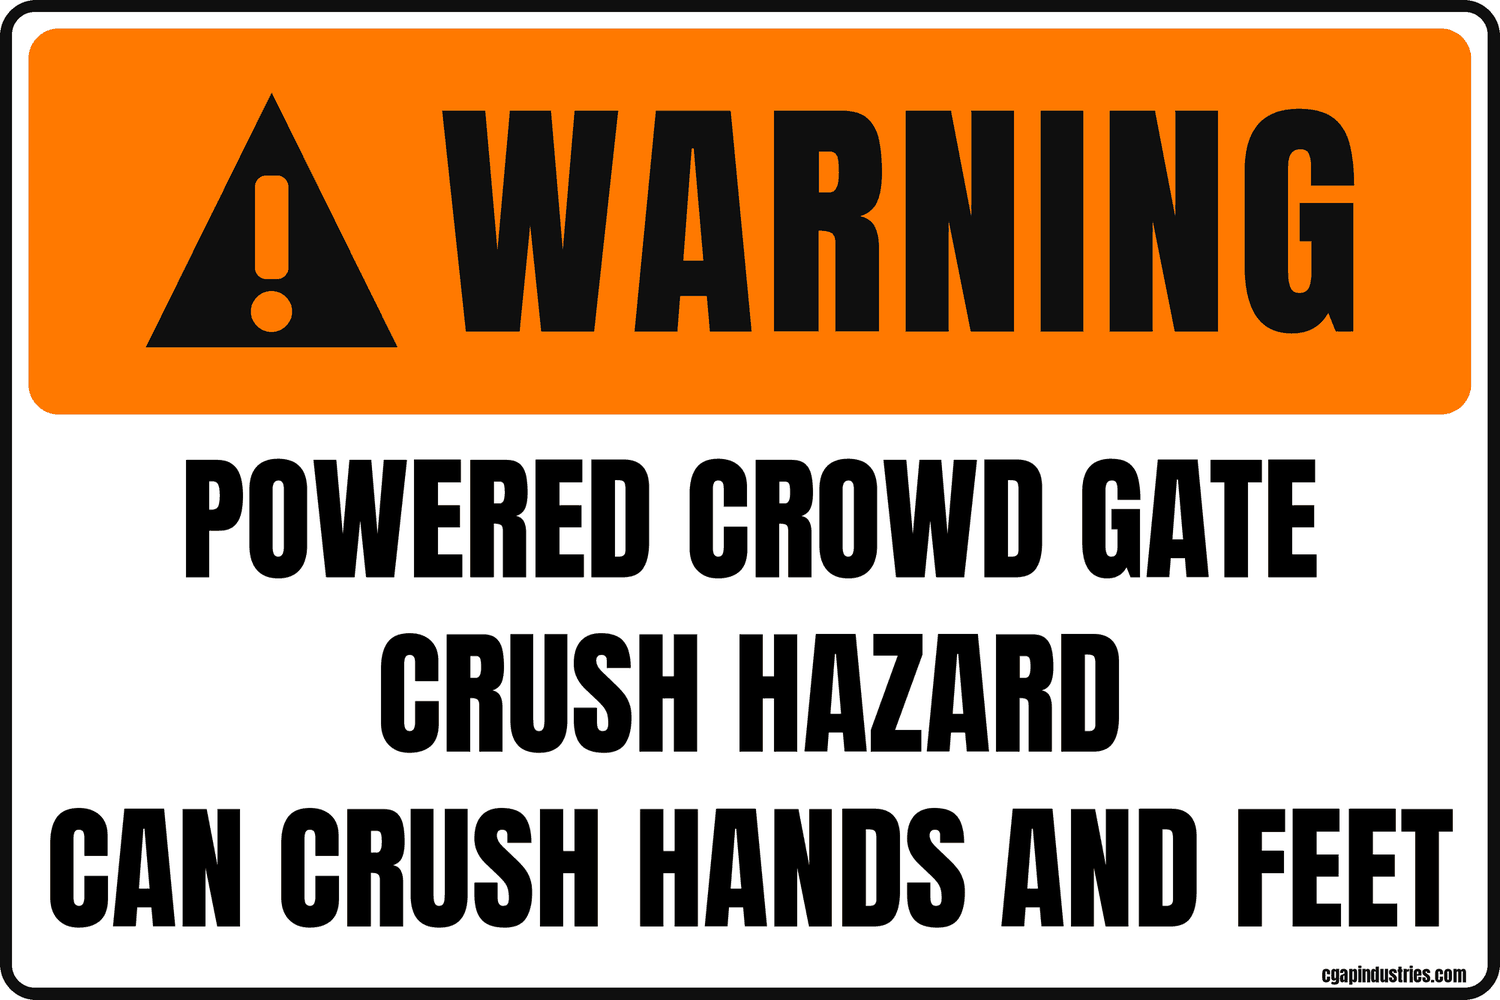 WARNING
POWERED CROWD GATE
CRUSH HAZARD
CAN CRUSH HANDS AND FEET
cgapindustries.com